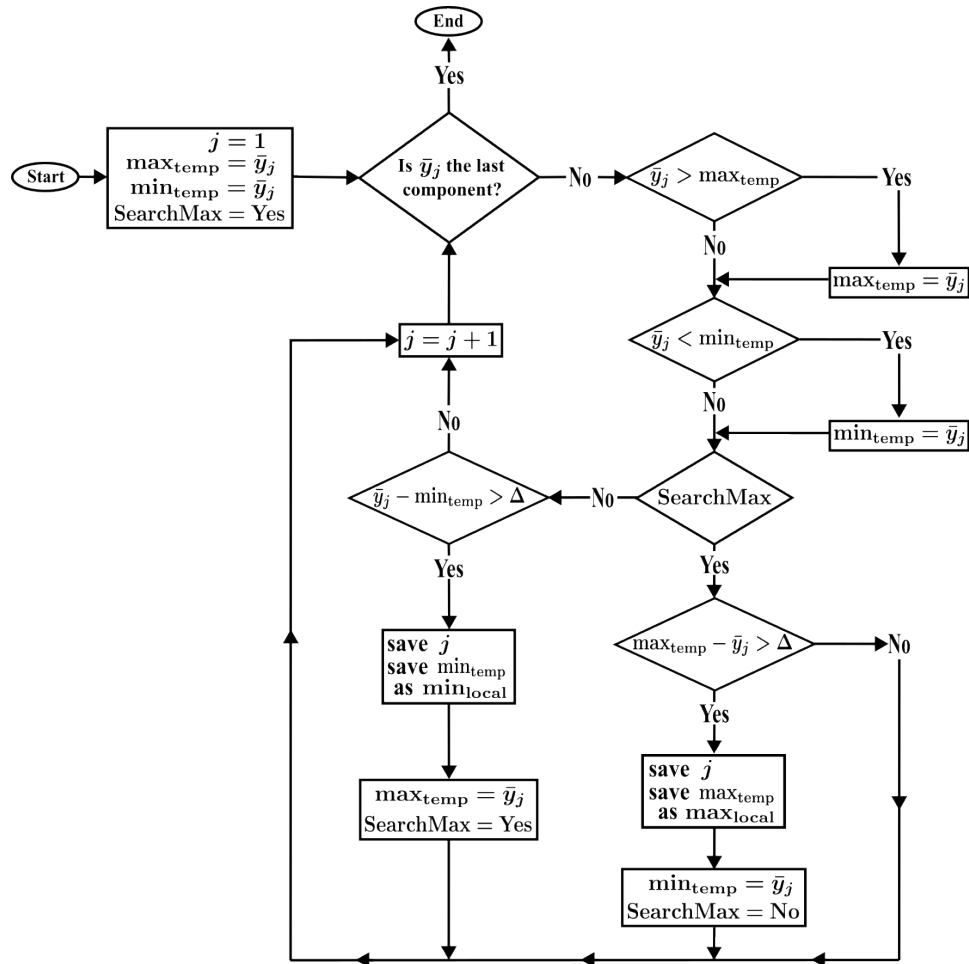 End
Yes
Start
j = 1
max_temp = ȳ_j
min_temp = ȳ_j
SearchMax = Yes
Is ȳ_j the last
component?
No
ȳ_j > max_temp
Yes
No
max_temp = ȳ_j
ȳ_j < min_temp
Yes
No
min_temp = ȳ_j
j = j + 1
No
ȳ_j − min_temp > Δ
No
SearchMax
Yes
Yes
max_temp − ȳ_j > Δ
No
save j
save min_temp
as min_local
Yes
max_temp = ȳ_j
SearchMax = Yes
save j
save max_temp
as max_local
min_temp = ȳ_j
SearchMax = No